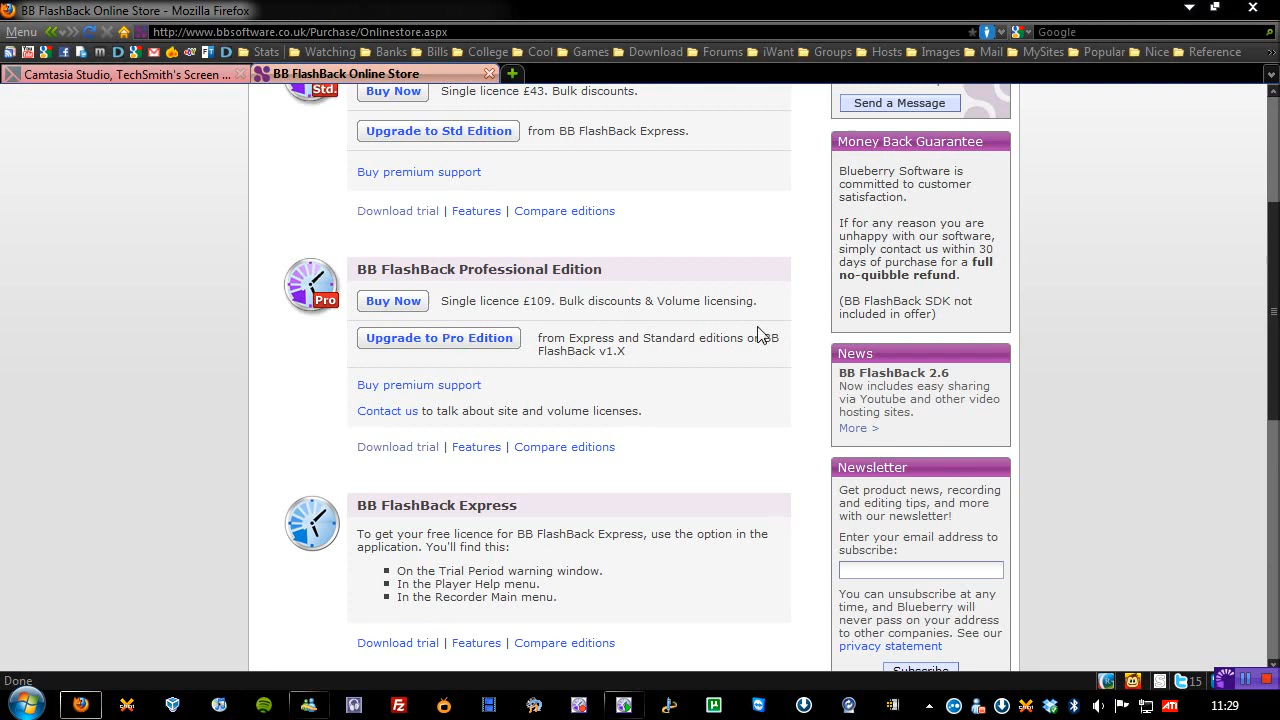 BB FlashBack Online Store - Mozilla Firefox
Menu http://www.bbsoftware.co.uk/Purchase/Onlinestore.aspx Google
Stats Watching Banks Bills College Cool Games Download Forums iWant Groups Hosts Images Mail MySites Popular Nice Reference
Camtasia Studio, TechSmith's Screen ... BB FlashBack Online Store
Std.
Buy Now Single licence £43. Bulk discounts.
Upgrade to Std Edition from BB FlashBack Express.
Buy premium support
Download trial | Features | Compare editions
BB FlashBack Professional Edition
Pro
Buy Now Single licence £109. Bulk discounts & Volume licensing.
Upgrade to Pro Edition from Express and Standard editions or BB
FlashBack v1.X
Buy premium support
Contact us to talk about site and volume licenses.
Download trial | Features | Compare editions
BB FlashBack Express
To get your free licence for BB FlashBack Express, use the option in the
application. You'll find this:
On the Trial Period warning window.
In the Player Help menu.
In the Recorder Main menu.
Download trial | Features | Compare editions
Send a Message
Money Back Guarantee
Blueberry Software is
committed to customer
satisfaction.
If for any reason you are
unhappy with our software,
simply contact us within 30
days of purchase for a full
no-quibble refund.
(BB FlashBack SDK not
included in offer)
News
BB FlashBack 2.6
Now includes easy sharing
via Youtube and other video
hosting sites.
More >
Newsletter
Get product news, recording
and editing tips, and more
with our newsletter!
Enter your email address to
subscribe:
You can unsubscribe at any
time, and Blueberry will
never pass on your address
to other companies. See our
privacy statement
Subscribe
Done 15
ATI 11:29